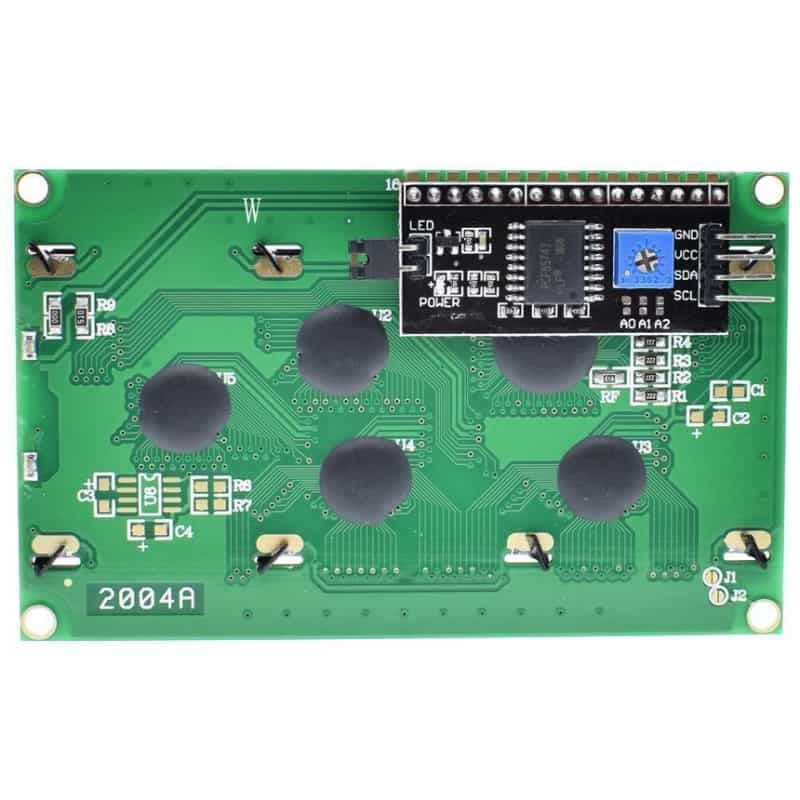 16
W
LED
GND
VCC
SDA
SCL
POWER
A0 A1 A2
3362
R9
R6
U2
U5
R4
R3
R2
R1
RF
C1
C2
U4
U3
C3
U6
R8
R7
C4
J1
J2
2004A